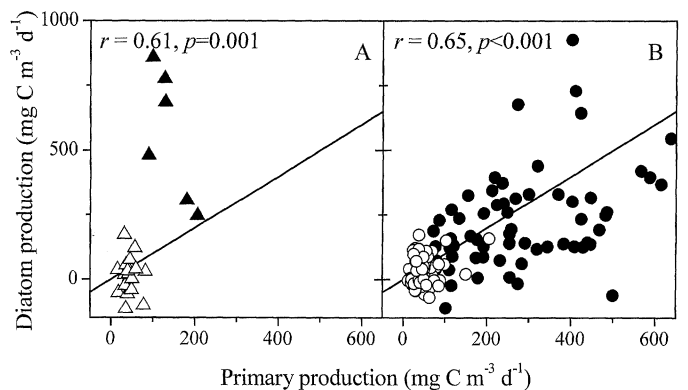 1000
r = 0.61, p=0.001
A
r = 0.65, p<0.001
B
Diatom production (mg C m⁻³ d⁻¹)
500
0
0 200 400 600
0 200 400 600
Primary production (mg C m⁻³ d⁻¹)